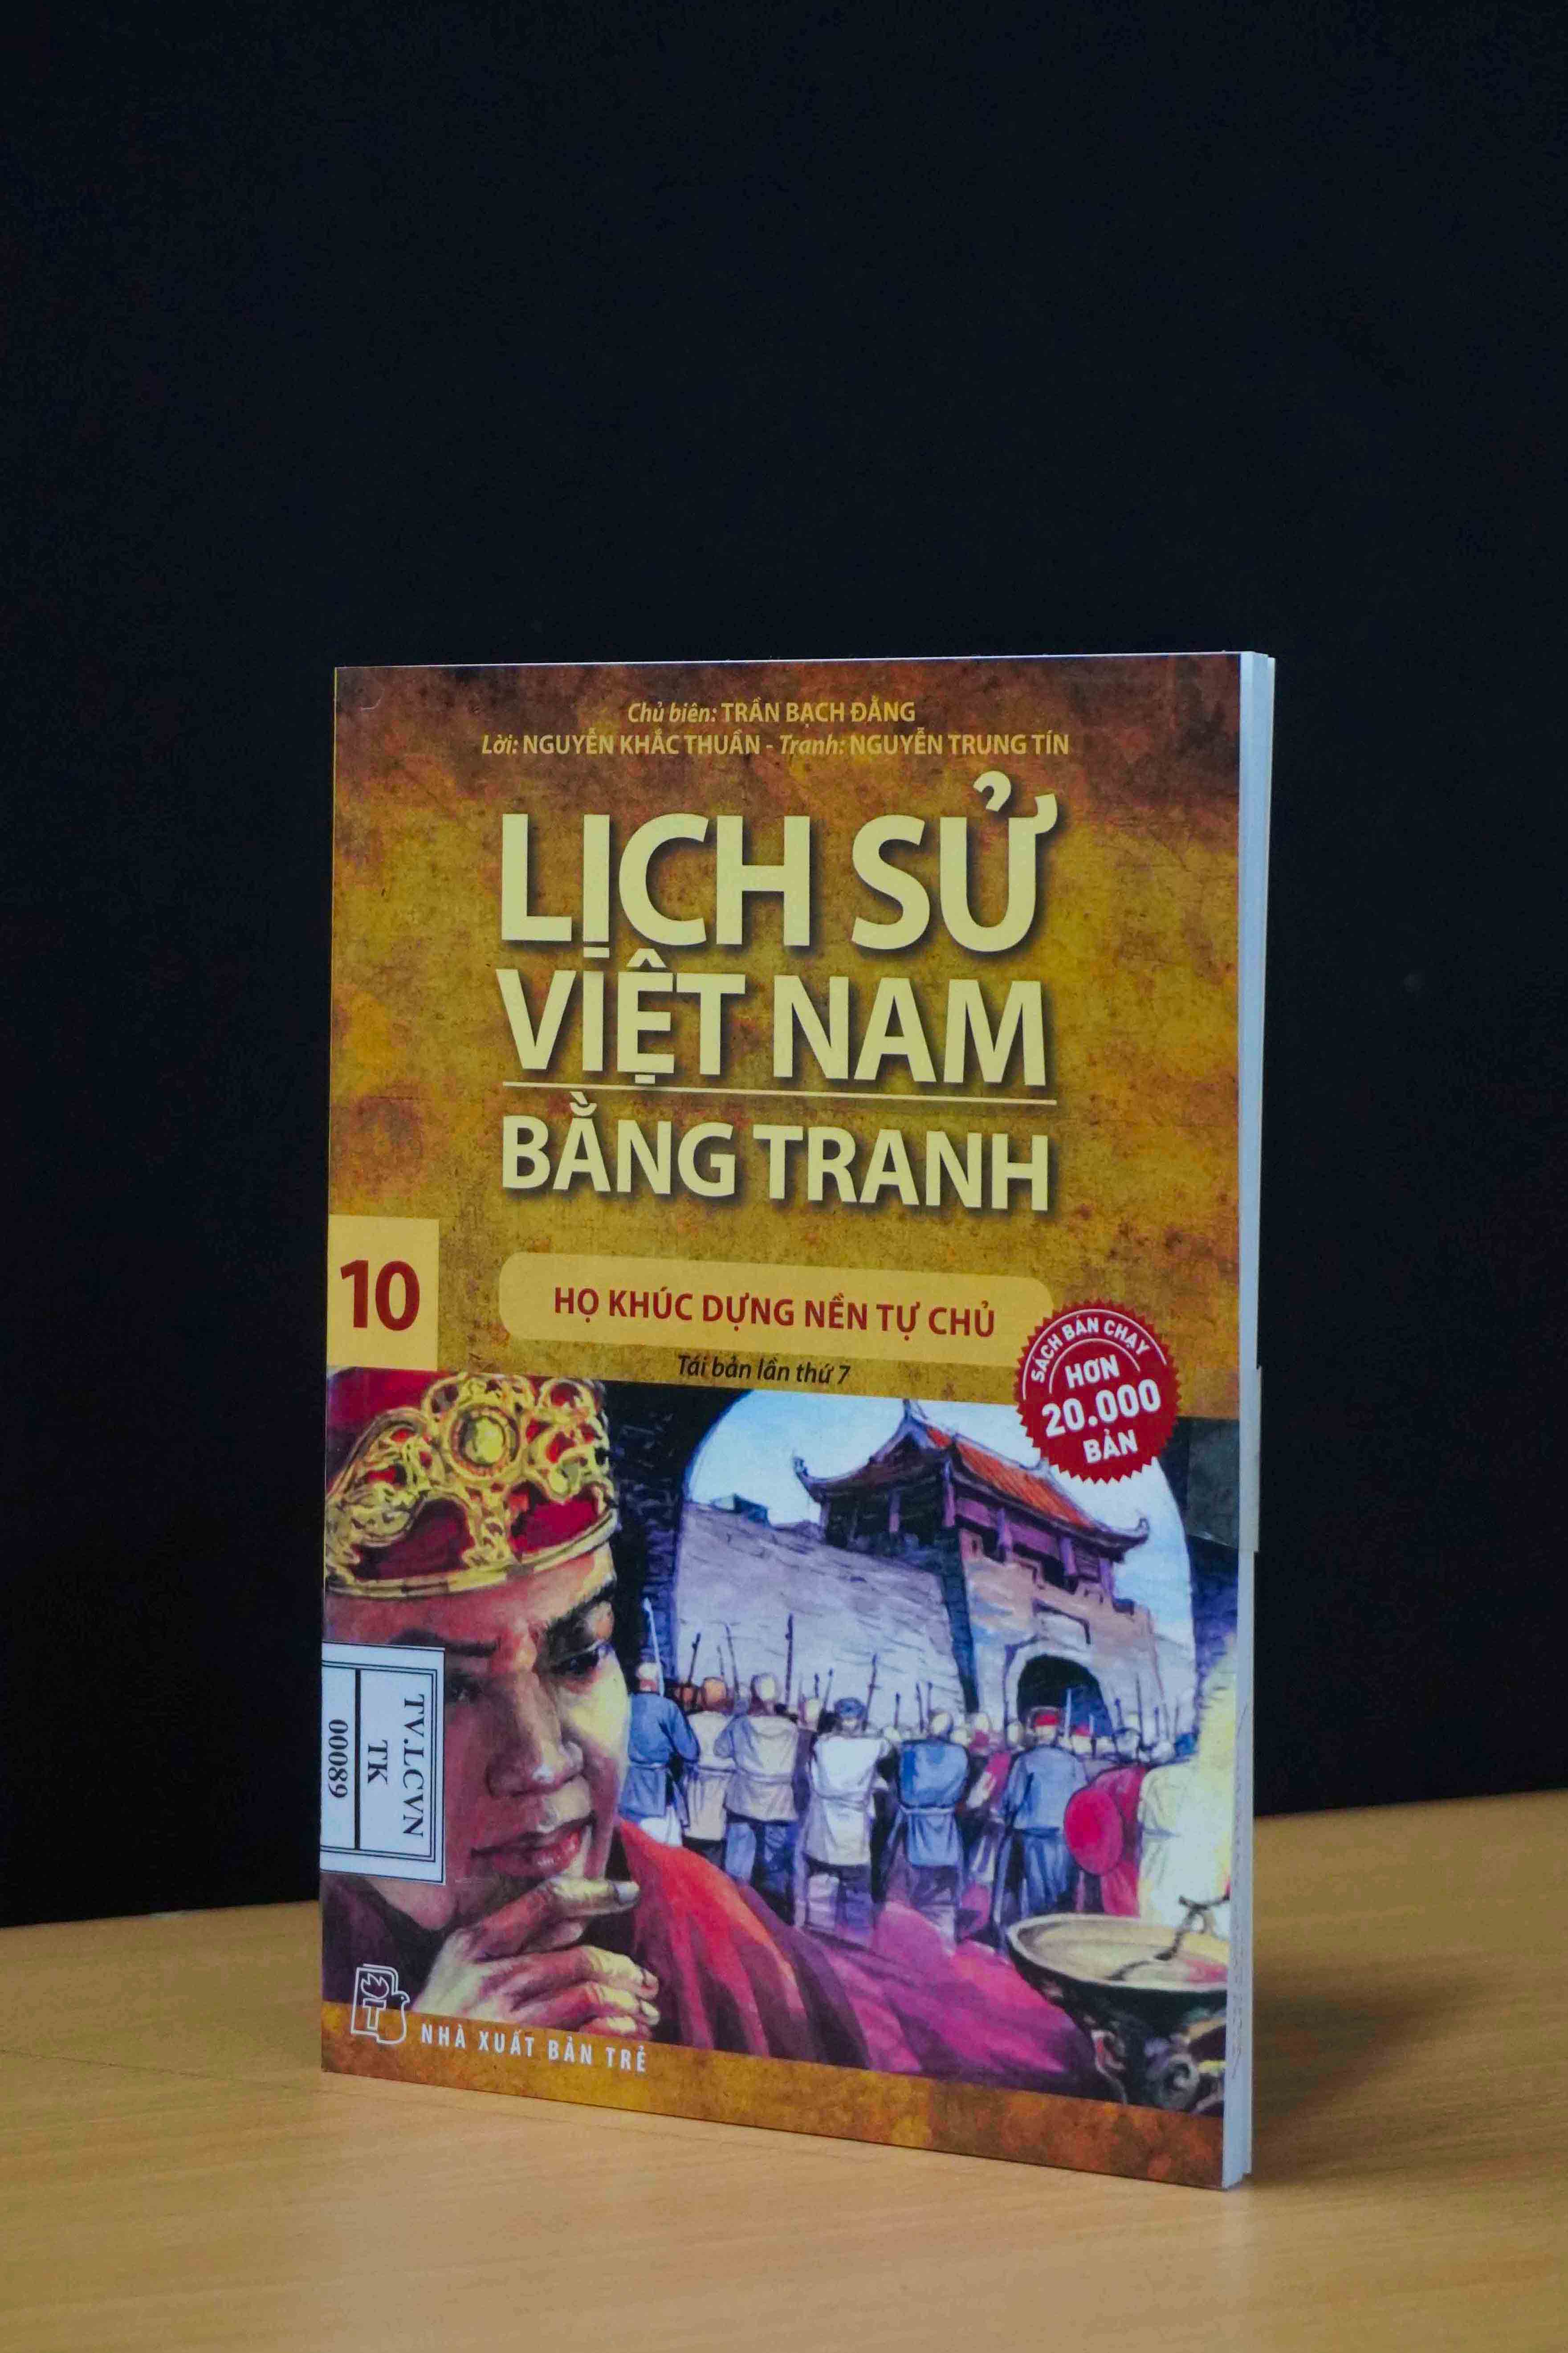 Chủ biên: TRẦN BẠCH ĐẰNG
Lời: NGUYỄN KHẮC THUẦN - Tranh: NGUYỄN TRUNG TÍN
LỊCH SỬ
VIỆT NAM
BẰNG TRANH
10
HỌ KHÚC DỰNG NỀN TỰ CHỦ
Tái bản lần thứ 7
SÁCH BÁN CHẠY
HƠN
20.000
BẢN
TV.LCVN
TK
00089
NHÀ XUẤT BẢN TRẺ